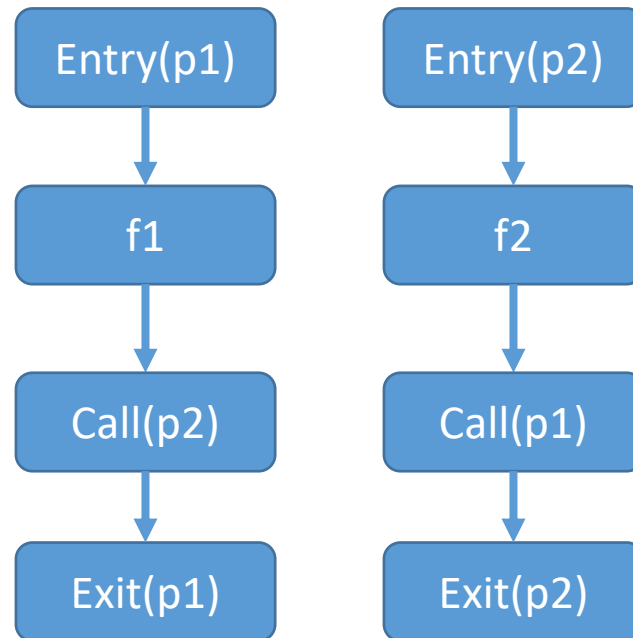 Entry(p1)
Entry(p2)
f1
f2
Call(p2)
Call(p1)
Exit(p1)
Exit(p2)